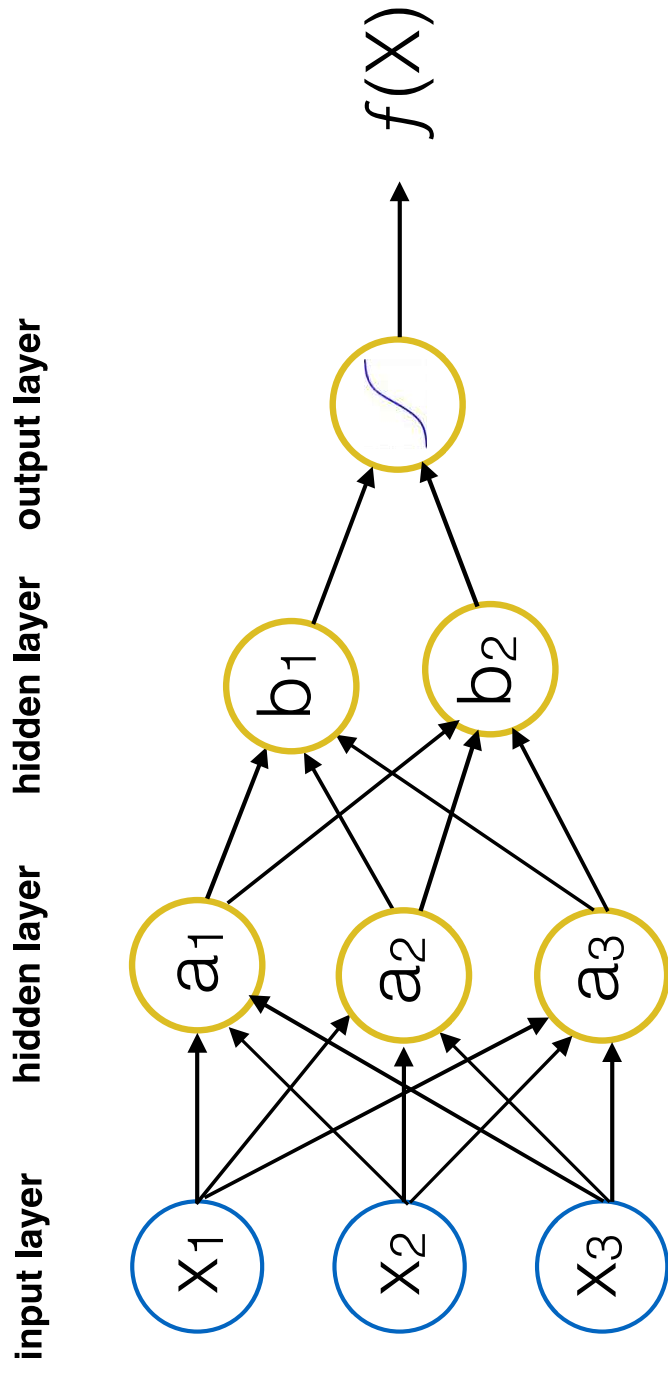 input layer
hidden layer
hidden layer
output layer
x1
x2
x3
a1
a2
a3
b1
b2
f(X)